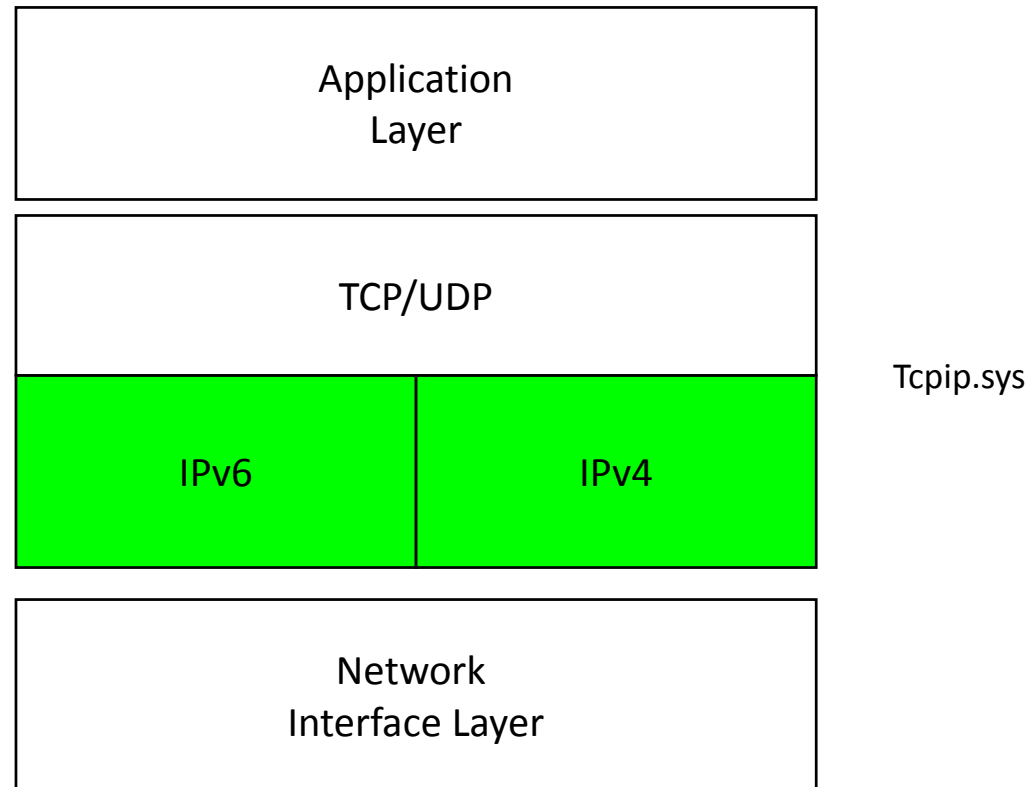 Application
Layer
TCP/UDP
Tcpip.sys
IPv6
IPv4
Network
Interface Layer